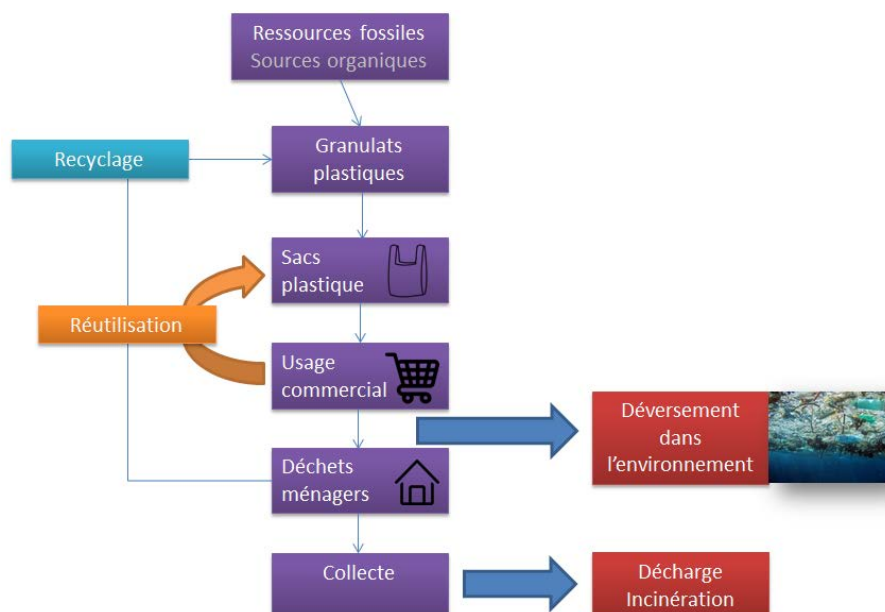 Ressources fossiles
Sources organiques
Recyclage
Granulats
plastiques
Sacs
plastique
Réutilisation
Usage
commercial
Déversement
dans
l’environnement
Déchets
ménagers
Collecte
Décharge
Incinération